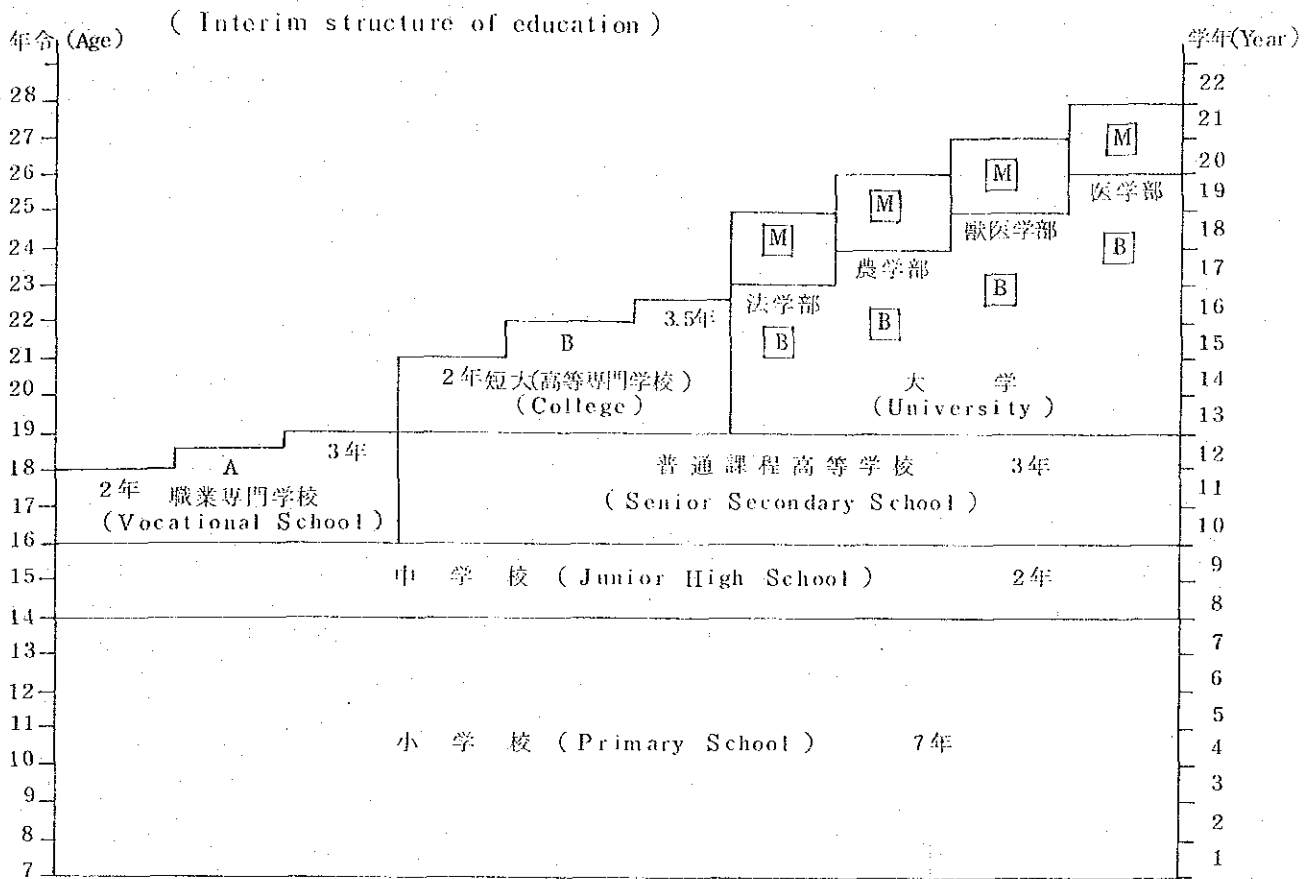 ( Interim structure of education )
年令 (Age)
学年(Year)
28
27
26
25
24
23
22
21
20
19
18
17
16
15
14
13
12
11
10
9
8
7
22
21
20
19
18
17
16
15
14
13
12
11
10
9
8
7
6
5
4
3
2
1
M
医学部
B
M
獣医学部
B
M
農学部
B
M
法学部
B
大 学
(University)
3.5年
B
2年短大(高等専門学校)
(College)
3年
A
2年
職業専門学校
(Vocational School)
普通課程高等学校 3年
(Senior Secondary School)
中 学 校 (Junior High School) 2年
小 学 校 (Primary School) 7年